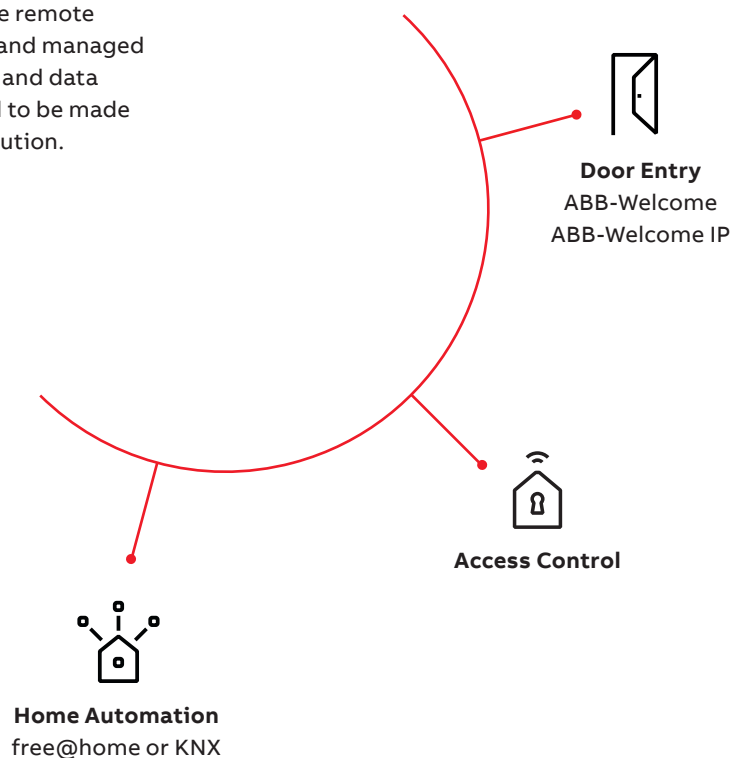 e remote
and managed
and data
l to be made
ution.
Door Entry
ABB-Welcome
ABB-Welcome IP
Access Control
Home Automation
free@home or KNX